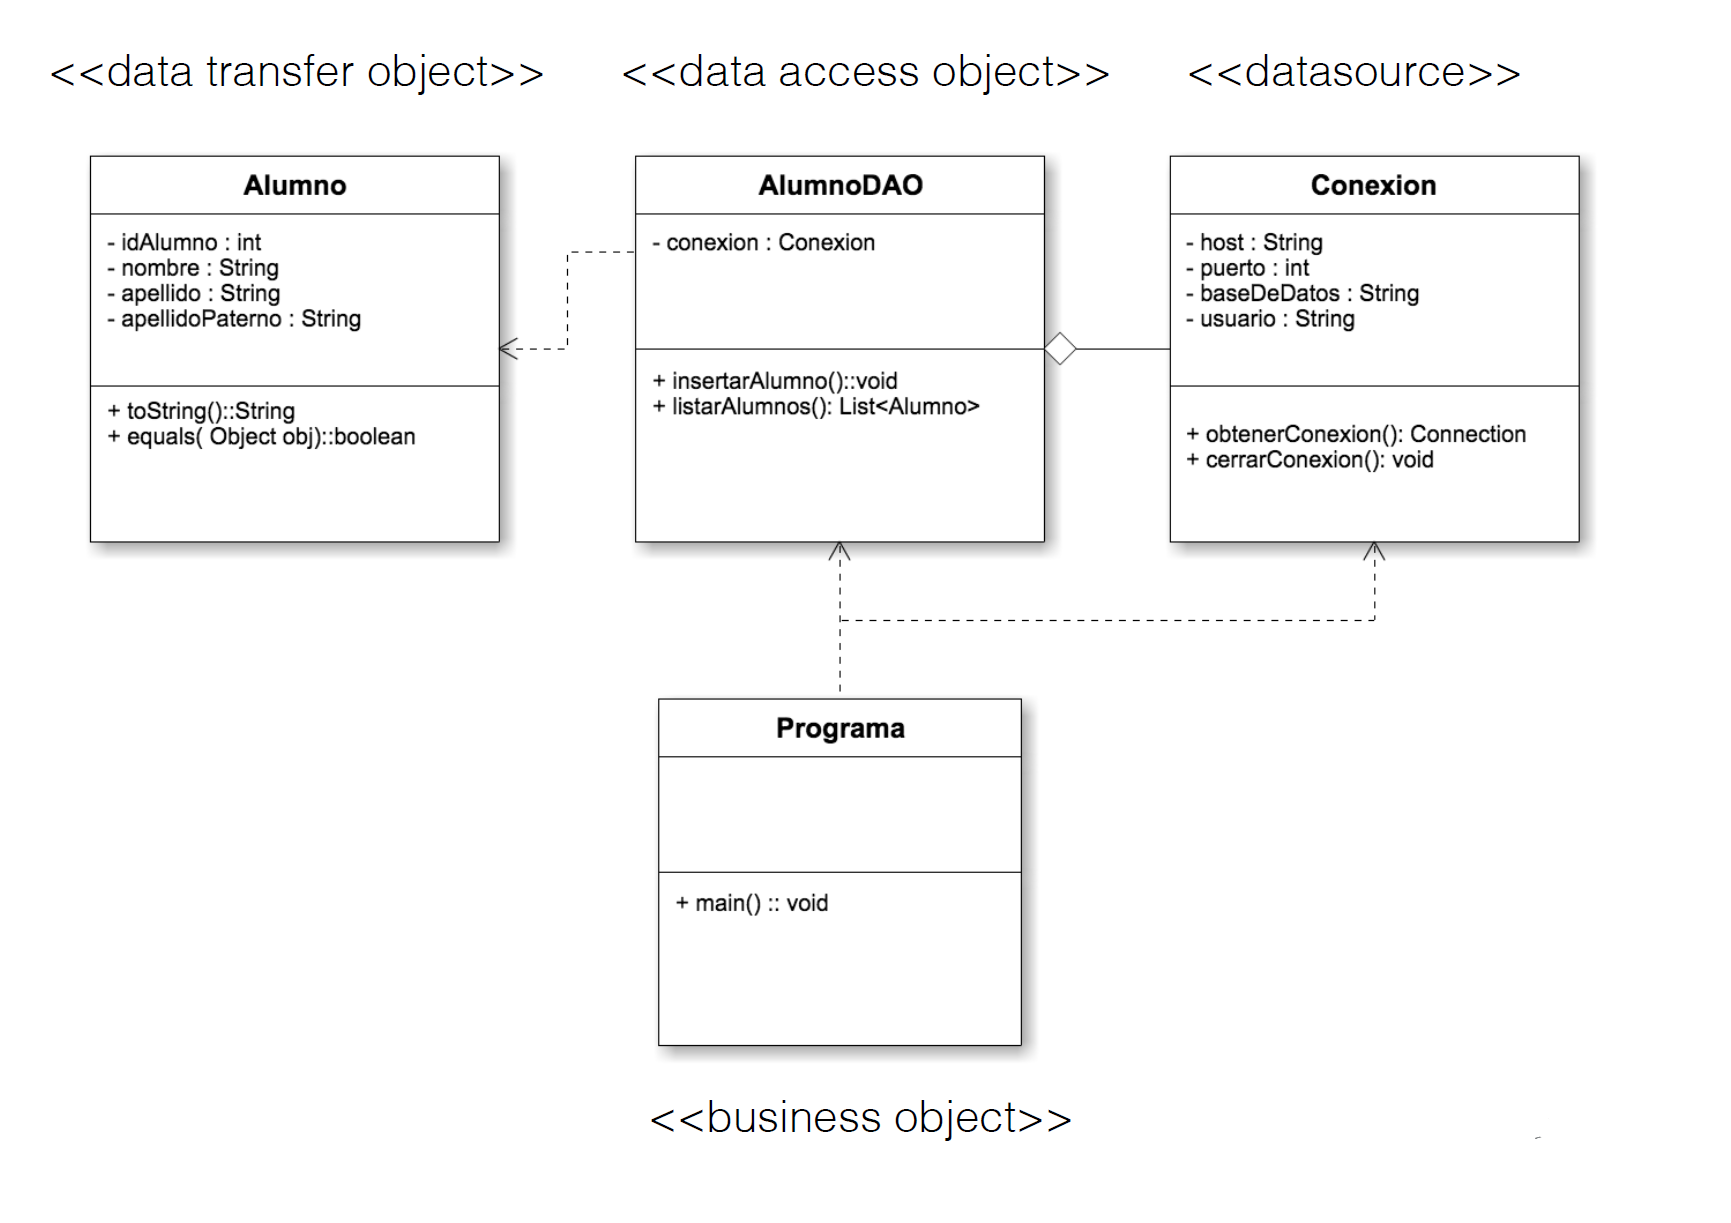 <<data transfer object>>
<<data access object>>
<<datasource>>
Alumno
- idAlumno : int
- nombre : String
- apellido : String
- apellidoPaterno : String
+ toString()::String
+ equals( Object obj)::boolean
AlumnoDAO
- conexion : Conexion
+ insertarAlumno()::void
+ listarAlumnos(): List<Alumno>
Conexion
- host : String
- puerto : int
- baseDeDatos : String
- usuario : String
+ obtenerConexion(): Connection
+ cerrarConexion(): void
Programa
+ main() :: void
<<business object>>